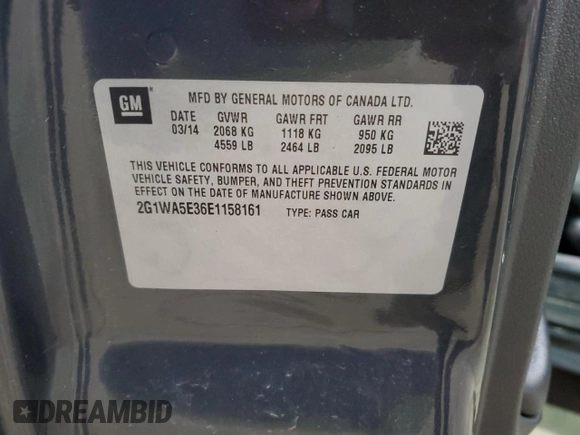 GM
MFD BY GENERAL MOTORS OF CANADA LTD.
DATE GVWR GAWR FRT GAWR RR
03/14 2068 KG 1118 KG 950 KG
4559 LB 2464 LB 2095 LB
THIS VEHICLE CONFORMS TO ALL APPLICABLE U.S. FEDERAL MOTOR
VEHICLE SAFETY, BUMPER, AND THEFT PREVENTION STANDARDS IN
EFFECT ON THE DATE OF MANUFACTURE SHOWN ABOVE.
2G1WA5E36E1158161 TYPE: PASS CAR
DREAMBID